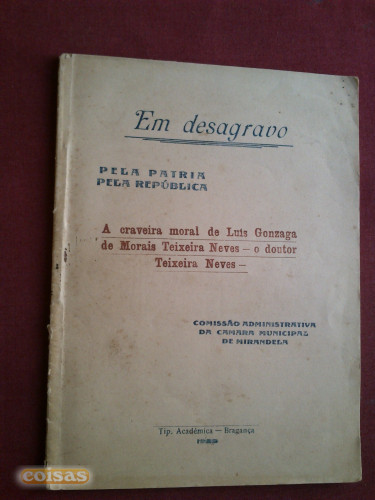 Em desagravo
PELA PATRIA
PELA REPÚBLICA
A craveira moral de Luis Gonzaga
de Morais Teixeira Neves — o doutor
Teixeira Neves —
COMISSÃO ADMINISTRATIVA
DA CAMARA MUNICIPAL
DE MIRANDELA
Tip. Académica — Bragança
coisas